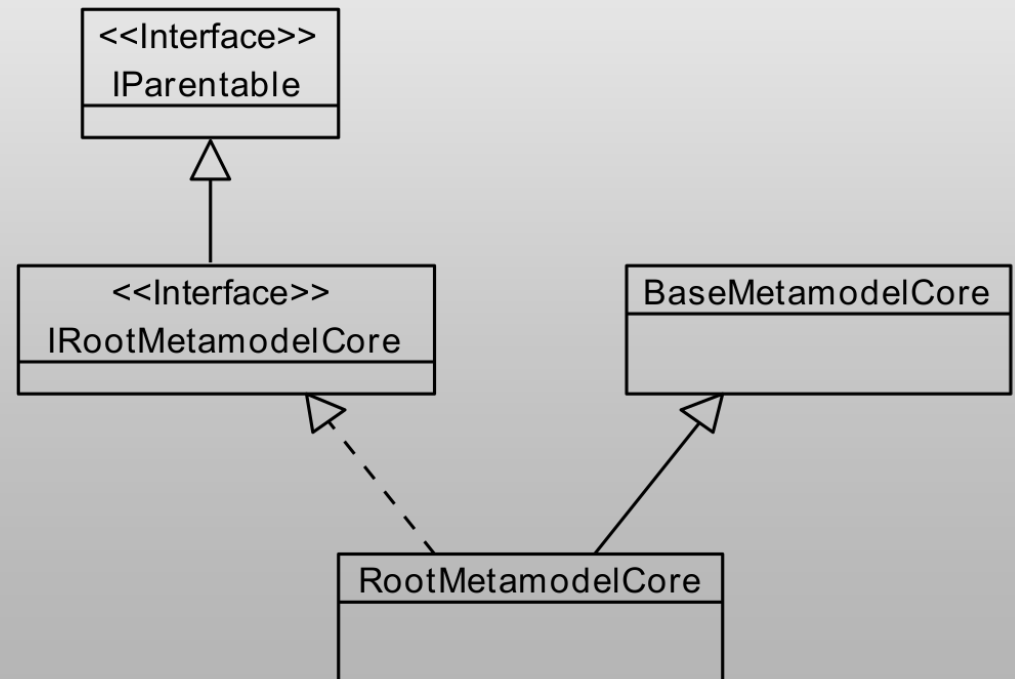 <<Interface>>
IParentable
<<Interface>>
IRootMetamodelCore
BaseMetamodelCore
RootMetamodelCore